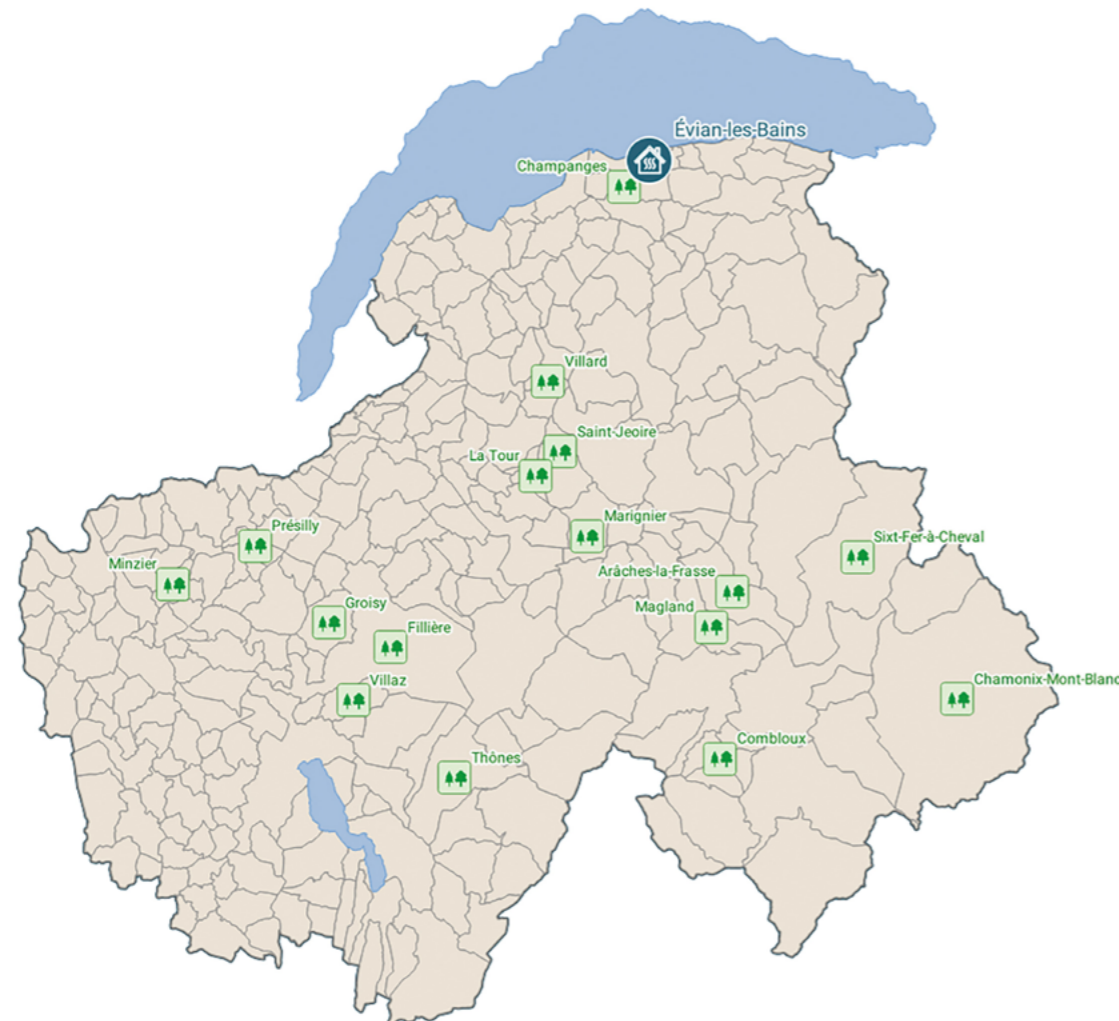 Évian-les-Bains
Champanges
Villard
Saint-Jeoire
La Tour
Marignier
Présilly
Sixt-Fer-à-Cheval
Minzier
Arâches-la-Frasse
Groisy
Magland
Fillière
Villaz
Chamonix-Mont-Blanc
Combloux
Thônes